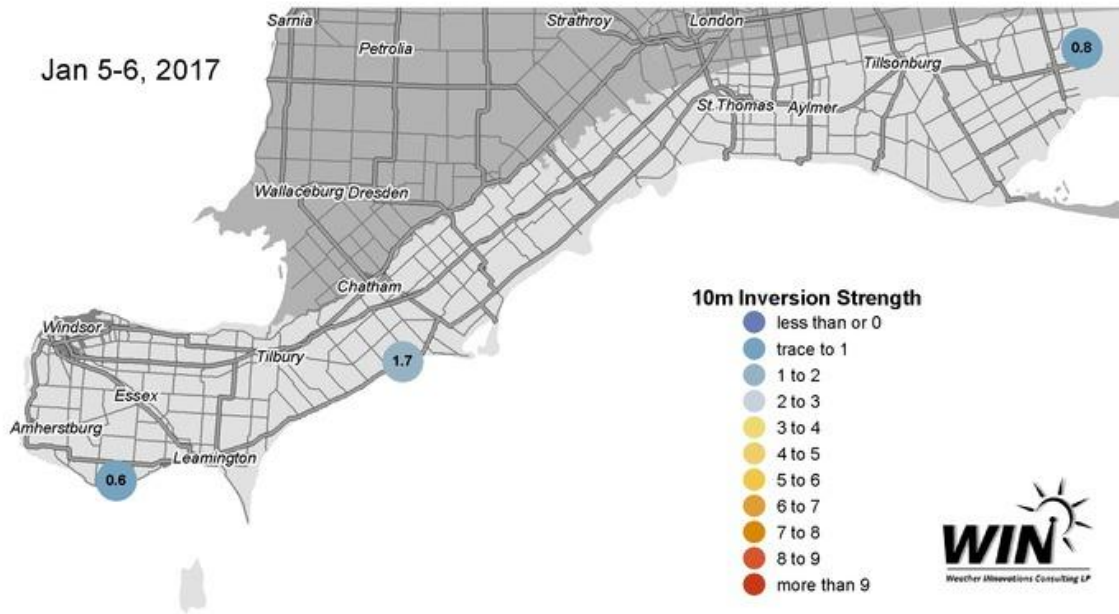 Sarnia
Strathroy
London
Petrolia
0.8
Jan 5-6, 2017
Tillsonburg
St.Thomas
Aylmer
Wallaceburg
Dresden
Chatham
10m Inversion Strength
less than or 0
Windsor
trace to 1
Tilbury
1.7
1 to 2
Essex
2 to 3
Amherstburg
3 to 4
Leamington
4 to 5
0.6
5 to 6
6 to 7
7 to 8
8 to 9
more than 9
WIN
Weather INnovations Consulting LP